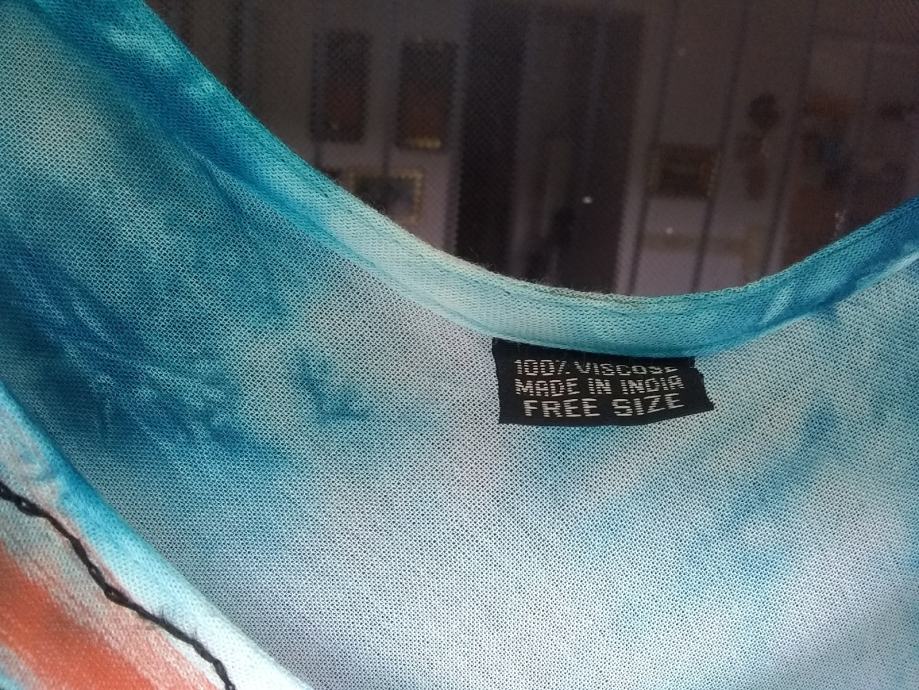 100% VISCOSE
MADE IN INDIA
FREE SIZE